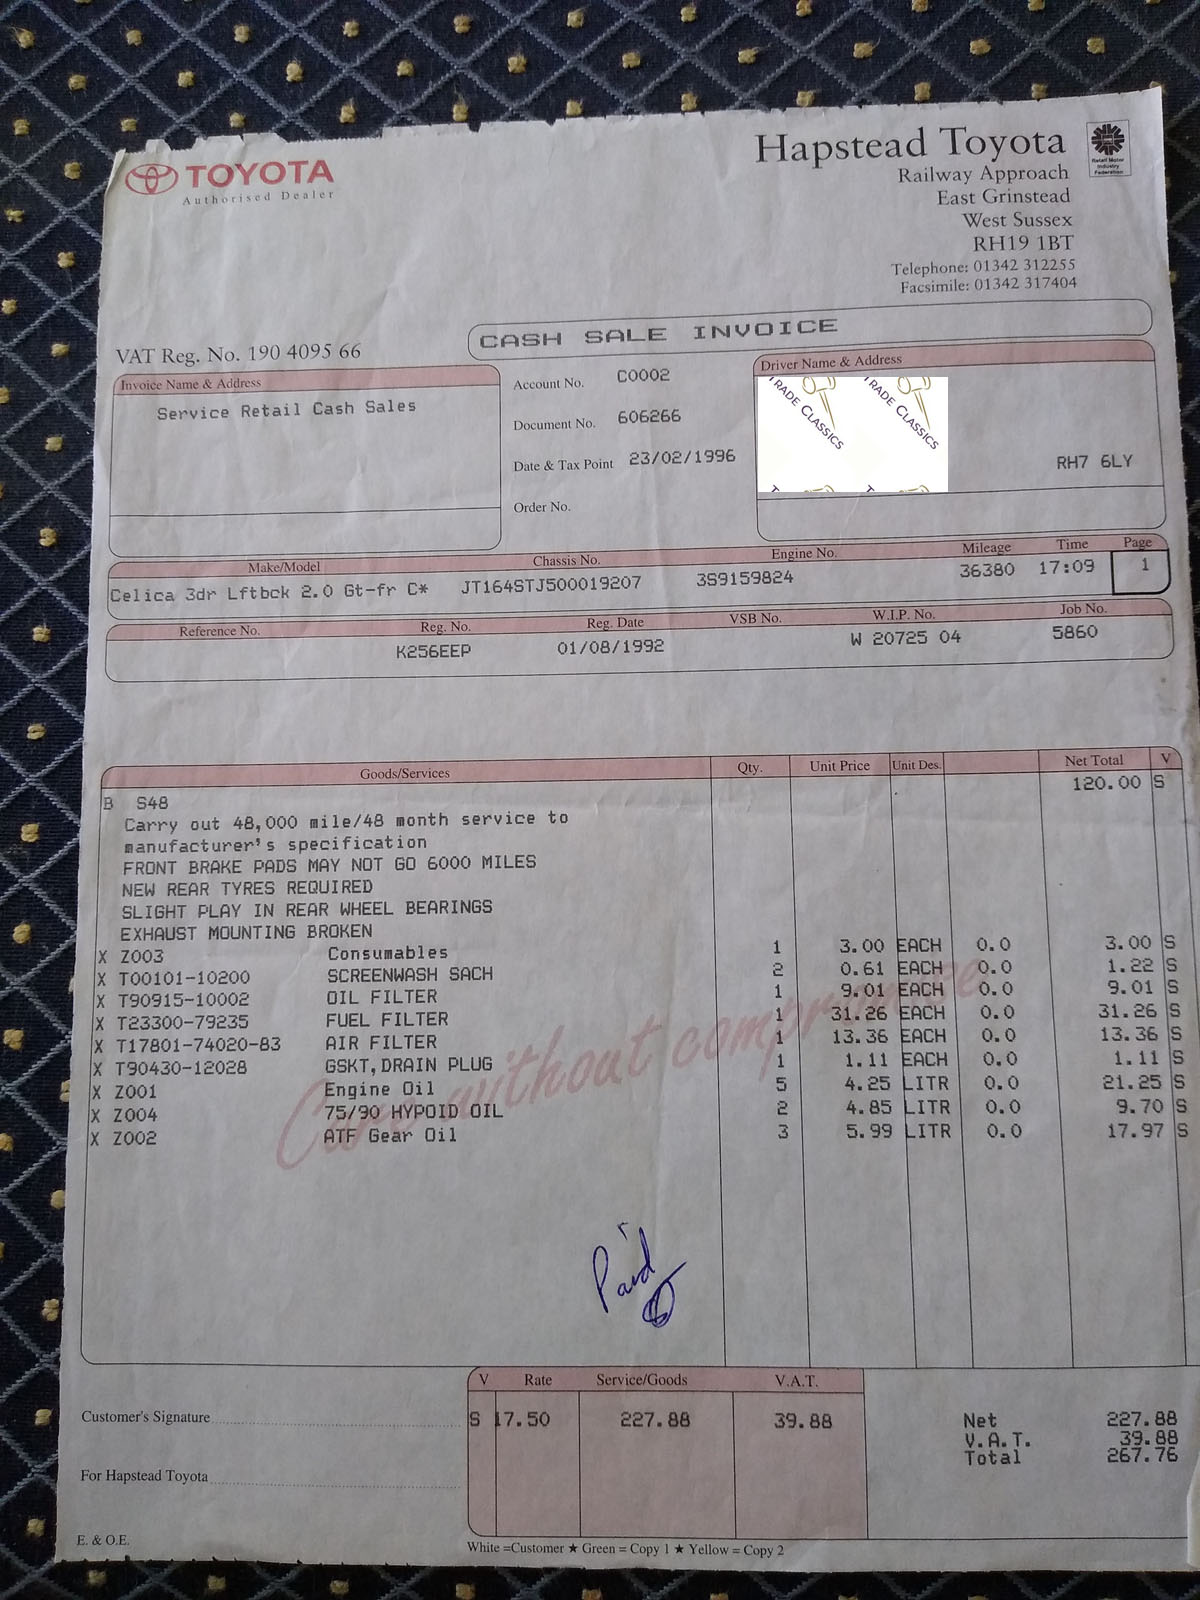 TOYOTA
Authorised Dealer
Hapstead Toyota
Railway Approach
East Grinstead
West Sussex
RH19 1BT
Telephone: 01342 312255
Facsimile: 01342 317404
Retail Motor
Industry
Federation
VAT Reg. No. 190 4095 66
CASH SALE INVOICE
Invoice Name & Address
Service Retail Cash Sales
Account No. C0002
Document No. 606266
Date & Tax Point 23/02/1996
Order No.
Driver Name & Address
TRADE CLASSICS TRADE CLASSICS
RH7 6LY
Make/Model Chassis No. Engine No. Mileage Time Page
Celica 3dr Lftbck 2.0 Gt-fr C* JT164STJ500019207 3S9159824 36380 17:09 1
Reference No. Reg. No. Reg. Date VSB No. W.I.P. No. Job No.
K256EEP 01/08/1992 W 20725 04 5860
Goods/Services Qty. Unit Price Unit Des. Net Total V
B S48 120.00 S
Carry out 48,000 mile/48 month service to
manufacturer's specification
FRONT BRAKE PADS MAY NOT GO 6000 MILES
NEW REAR TYRES REQUIRED
SLIGHT PLAY IN REAR WHEEL BEARINGS
EXHAUST MOUNTING BROKEN
X Z003 Consumables 1 3.00 EACH 0.0 3.00 S
X T00101-10200 SCREENWASH SACH 2 0.61 EACH 0.0 1.22 S
X T90915-10002 OIL FILTER 1 9.01 EACH 0.0 9.01 S
X T23300-79235 FUEL FILTER 1 31.26 EACH 0.0 31.26 S
X T17801-74020-83 AIR FILTER 1 13.36 EACH 0.0 13.36 S
X T90430-12028 GSKT,DRAIN PLUG 1 1.11 EACH 0.0 1.11 S
X Z001 Engine Oil 5 4.25 LITR 0.0 21.25 S
X Z004 75/90 HYPOID OIL 2 4.85 LITR 0.0 9.70 S
X Z002 ATF Gear Oil 3 5.99 LITR 0.0 17.97 S
Care without compromise
Paid
V Rate Service/Goods V.A.T.
S 17.50 227.88 39.88
Net 227.88
V.A.T. 39.88
Total 267.76
Customer's Signature
For Hapstead Toyota
E. & O.E.
White =Customer ★ Green = Copy 1 ★ Yellow = Copy 2